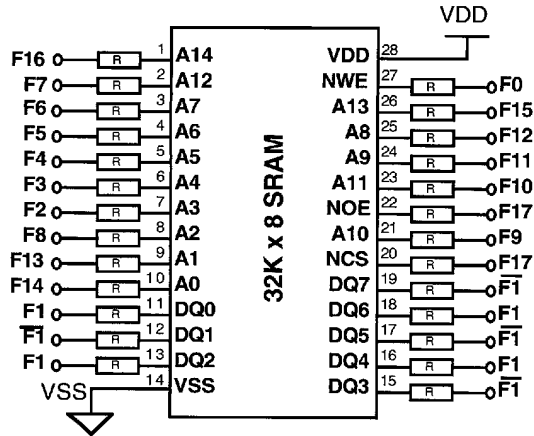 VDD
F16 R 1 A14 VDD 28
F7 R 2 A12 NWE 27 R F0
F6 R 3 A7 A13 26 R F15
F5 R 4 A6 A8 25 R F12
F4 R 5 A5 A9 24 R F11
F3 R 6 A4 A11 23 R F10
F2 R 7 A3 NOE 22 R F17
F8 R 8 A2 A10 21 R F9
F13 R 9 A1 NCS 20 R F17
F14 R 10 A0 DQ7 19 R F̅1̅
F1 R 11 DQ0 DQ6 18 R F1
F̅1̅ R 12 DQ1 DQ5 17 R F̅1̅
F1 R 13 DQ2 DQ4 16 R F1
VSS 14 VSS DQ3 15 R F̅1̅
32K x 8 SRAM